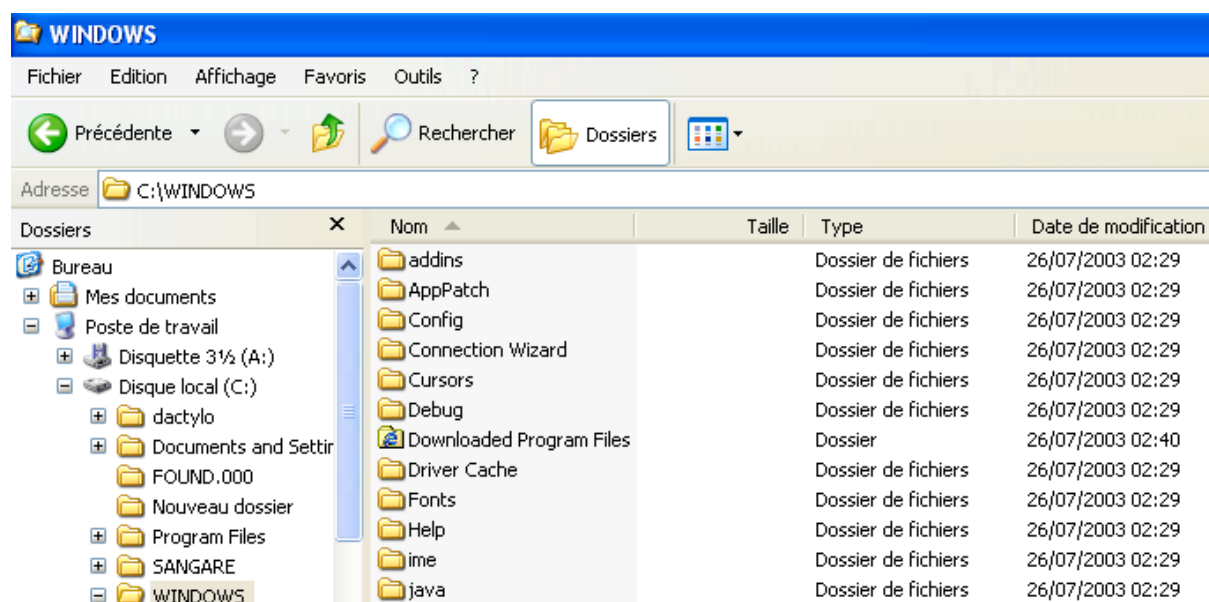 WINDOWS
Fichier Edition Affichage Favoris Outils ?
Précédente Rechercher Dossiers
Adresse C:\WINDOWS
Dossiers
Bureau
Mes documents
Poste de travail
Disquette 3½ (A:)
Disque local (C:)
dactylo
Documents and Settir
FOUND.000
Nouveau dossier
Program Files
SANGARE
WINDOWS
Nom Taille Type Date de modification
addins Dossier de fichiers 26/07/2003 02:29
AppPatch Dossier de fichiers 26/07/2003 02:29
Config Dossier de fichiers 26/07/2003 02:29
Connection Wizard Dossier de fichiers 26/07/2003 02:29
Cursors Dossier de fichiers 26/07/2003 02:29
Debug Dossier de fichiers 26/07/2003 02:29
Downloaded Program Files Dossier 26/07/2003 02:40
Driver Cache Dossier de fichiers 26/07/2003 02:29
Fonts Dossier de fichiers 26/07/2003 02:29
Help Dossier de fichiers 26/07/2003 02:29
ime Dossier de fichiers 26/07/2003 02:29
java Dossier de fichiers 26/07/2003 02:29